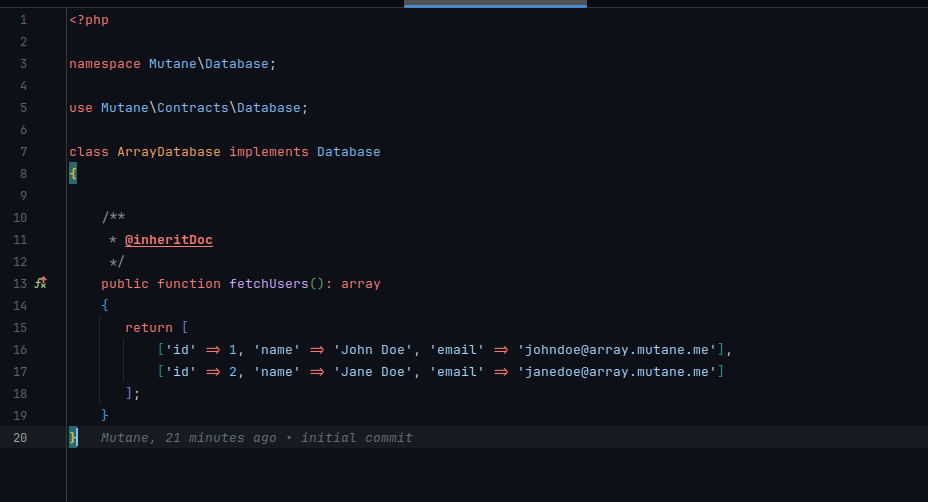 1 <?php
2
3 namespace Mutane\Database;
4
5 use Mutane\Contracts\Database;
6
7 class ArrayDatabase implements Database
8 {
9
10 /**
11 * @inheritDoc
12 */
13 public function fetchUsers(): array
14 {
15 return [
16 ['id' => 1, 'name' => 'John Doe', 'email' => 'johndoe@array.mutane.me'],
17 ['id' => 2, 'name' => 'Jane Doe', 'email' => 'janedoe@array.mutane.me']
18 ];
19 }
20 } Mutane, 21 minutes ago • initial commit